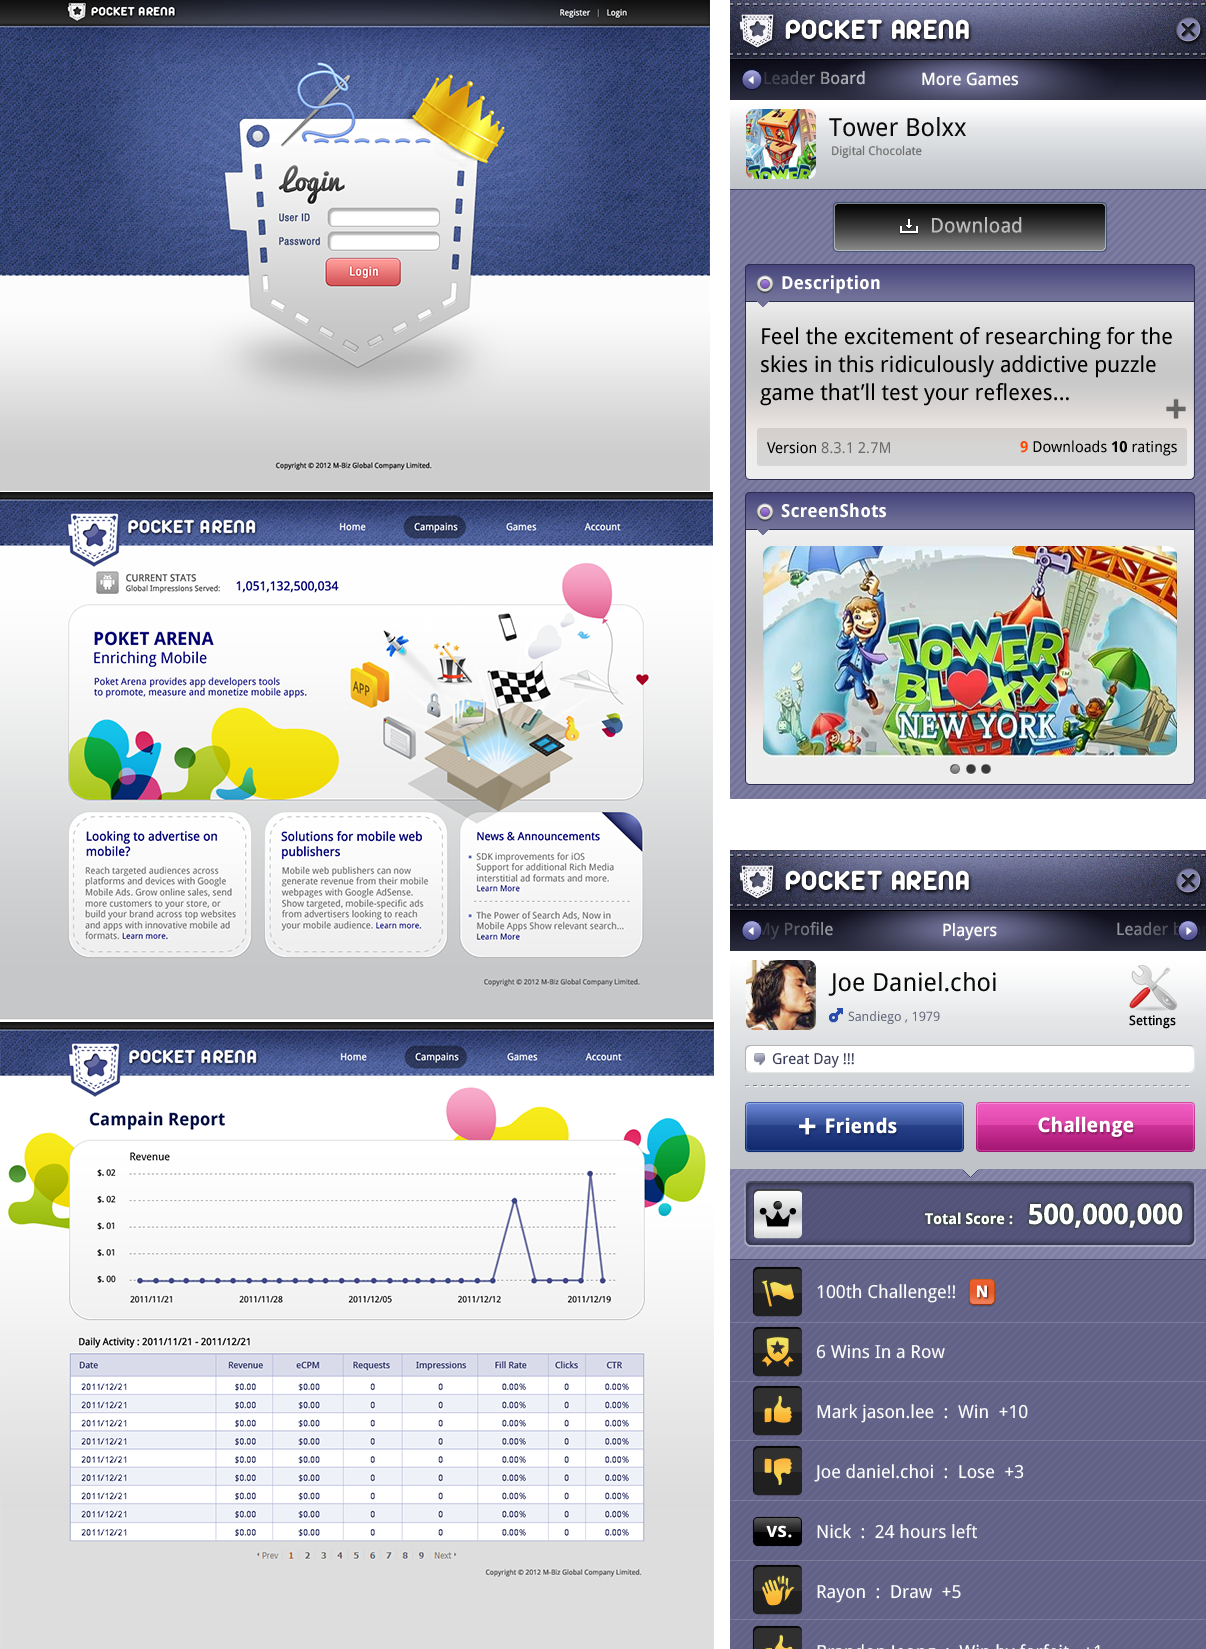 POCKET ARENA
Register | Login
Login
User ID
Password
Login
Copyright © 2012 M-Biz Global Company Limited.
POCKET ARENA
Home Campains Games Account
CURRENT STATS
Global Impressions Served: 1,051,132,500,034
POKET ARENA
Enriching Mobile
Poket Arena provides app developers tools
to promote, measure and monetize mobile apps.
APP
Looking to advertise on
mobile?
Reach targeted audiences across
platforms and devices with Google
Mobile Ads, Grow online sales, send
more customers to your store, or
build your brand across top websites
and apps with innovative mobile ad
formats. Learn more.
Solutions for mobile web
publishers
Mobile web publishers can now
generate revenue from their mobile
webpages with Google AdSense.
Show targeted, mobile-specific ads
from advertisers looking to reach
your mobile audience. Learn more.
News & Announcements
SDK improvements for iOS
Support for additional Rich Media
interstitial ad formats and more.
Learn More
The Power of Search Ads, Now in
Mobile Apps Show relevant search...
Learn More
Copyright © 2012 M-Biz Global Company Limited.
POCKET ARENA
Home Campains Games Account
Campain Report
Revenue
$. 02
$. 02
$. 01
$. 01
$. 00
2011/11/21 2011/11/28 2011/12/05 2011/12/12 2011/12/19
Daily Activity : 2011/11/21 - 2011/12/21
Date Revenue eCPM Requests Impressions Fill Rate Clicks CTR
2011/12/21 $0.00 $0.00 0 0 0.00% 0 0.00%
2011/12/21 $0.00 $0.00 0 0 0.00% 0 0.00%
2011/12/21 $0.00 $0.00 0 0 0.00% 0 0.00%
2011/12/21 $0.00 $0.00 0 0 0.00% 0 0.00%
2011/12/21 $0.00 $0.00 0 0 0.00% 0 0.00%
2011/12/21 $0.00 $0.00 0 0 0.00% 0 0.00%
2011/12/21 $0.00 $0.00 0 0 0.00% 0 0.00%
2011/12/21 $0.00 $0.00 0 0 0.00% 0 0.00%
2011/12/21 $0.00 $0.00 0 0 0.00% 0 0.00%
Prev 1 2 3 4 5 6 7 8 9 Next
Copyright © 2012 M-Biz Global Company Limited.
POCKET ARENA
Leader Board More Games
TOWER
Tower Bolxx
Digital Chocolate
Download
Description
Feel the excitement of researching for the
skies in this ridiculously addictive puzzle
game that'll test your reflexes...
Version 8.3.1 2.7M 9 Downloads 10 ratings
ScreenShots
TOWER
BLOXX
NEW YORK
POCKET ARENA
My Profile Players Leader
Joe Daniel.choi
Sandiego , 1979
Settings
Great Day !!!
+ Friends Challenge
Total Score : 500,000,000
100th Challenge!! N
6 Wins In a Row
Mark jason.lee : Win +10
Joe daniel.choi : Lose +3
VS. Nick : 24 hours left
Rayon : Draw +5